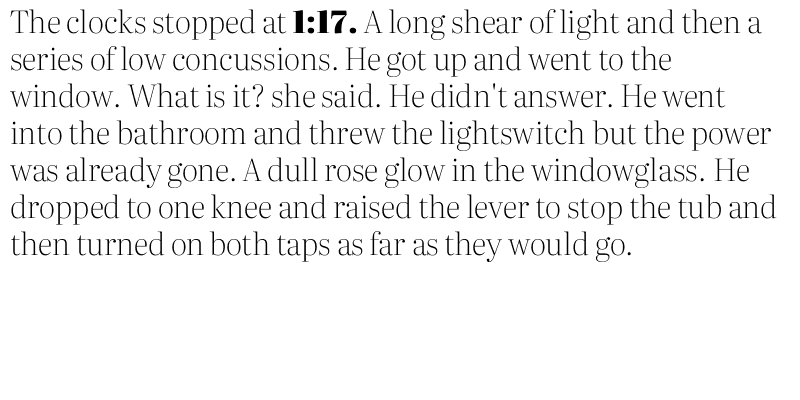 The clocks stopped at 1:17. A long shear of light and then a
series of low concussions. He got up and went to the
window. What is it? she said. He didn't answer. He went
into the bathroom and threw the lightswitch but the power
was already gone. A dull rose glow in the windowglass. He
dropped to one knee and raised the lever to stop the tub and
then turned on both taps as far as they would go.